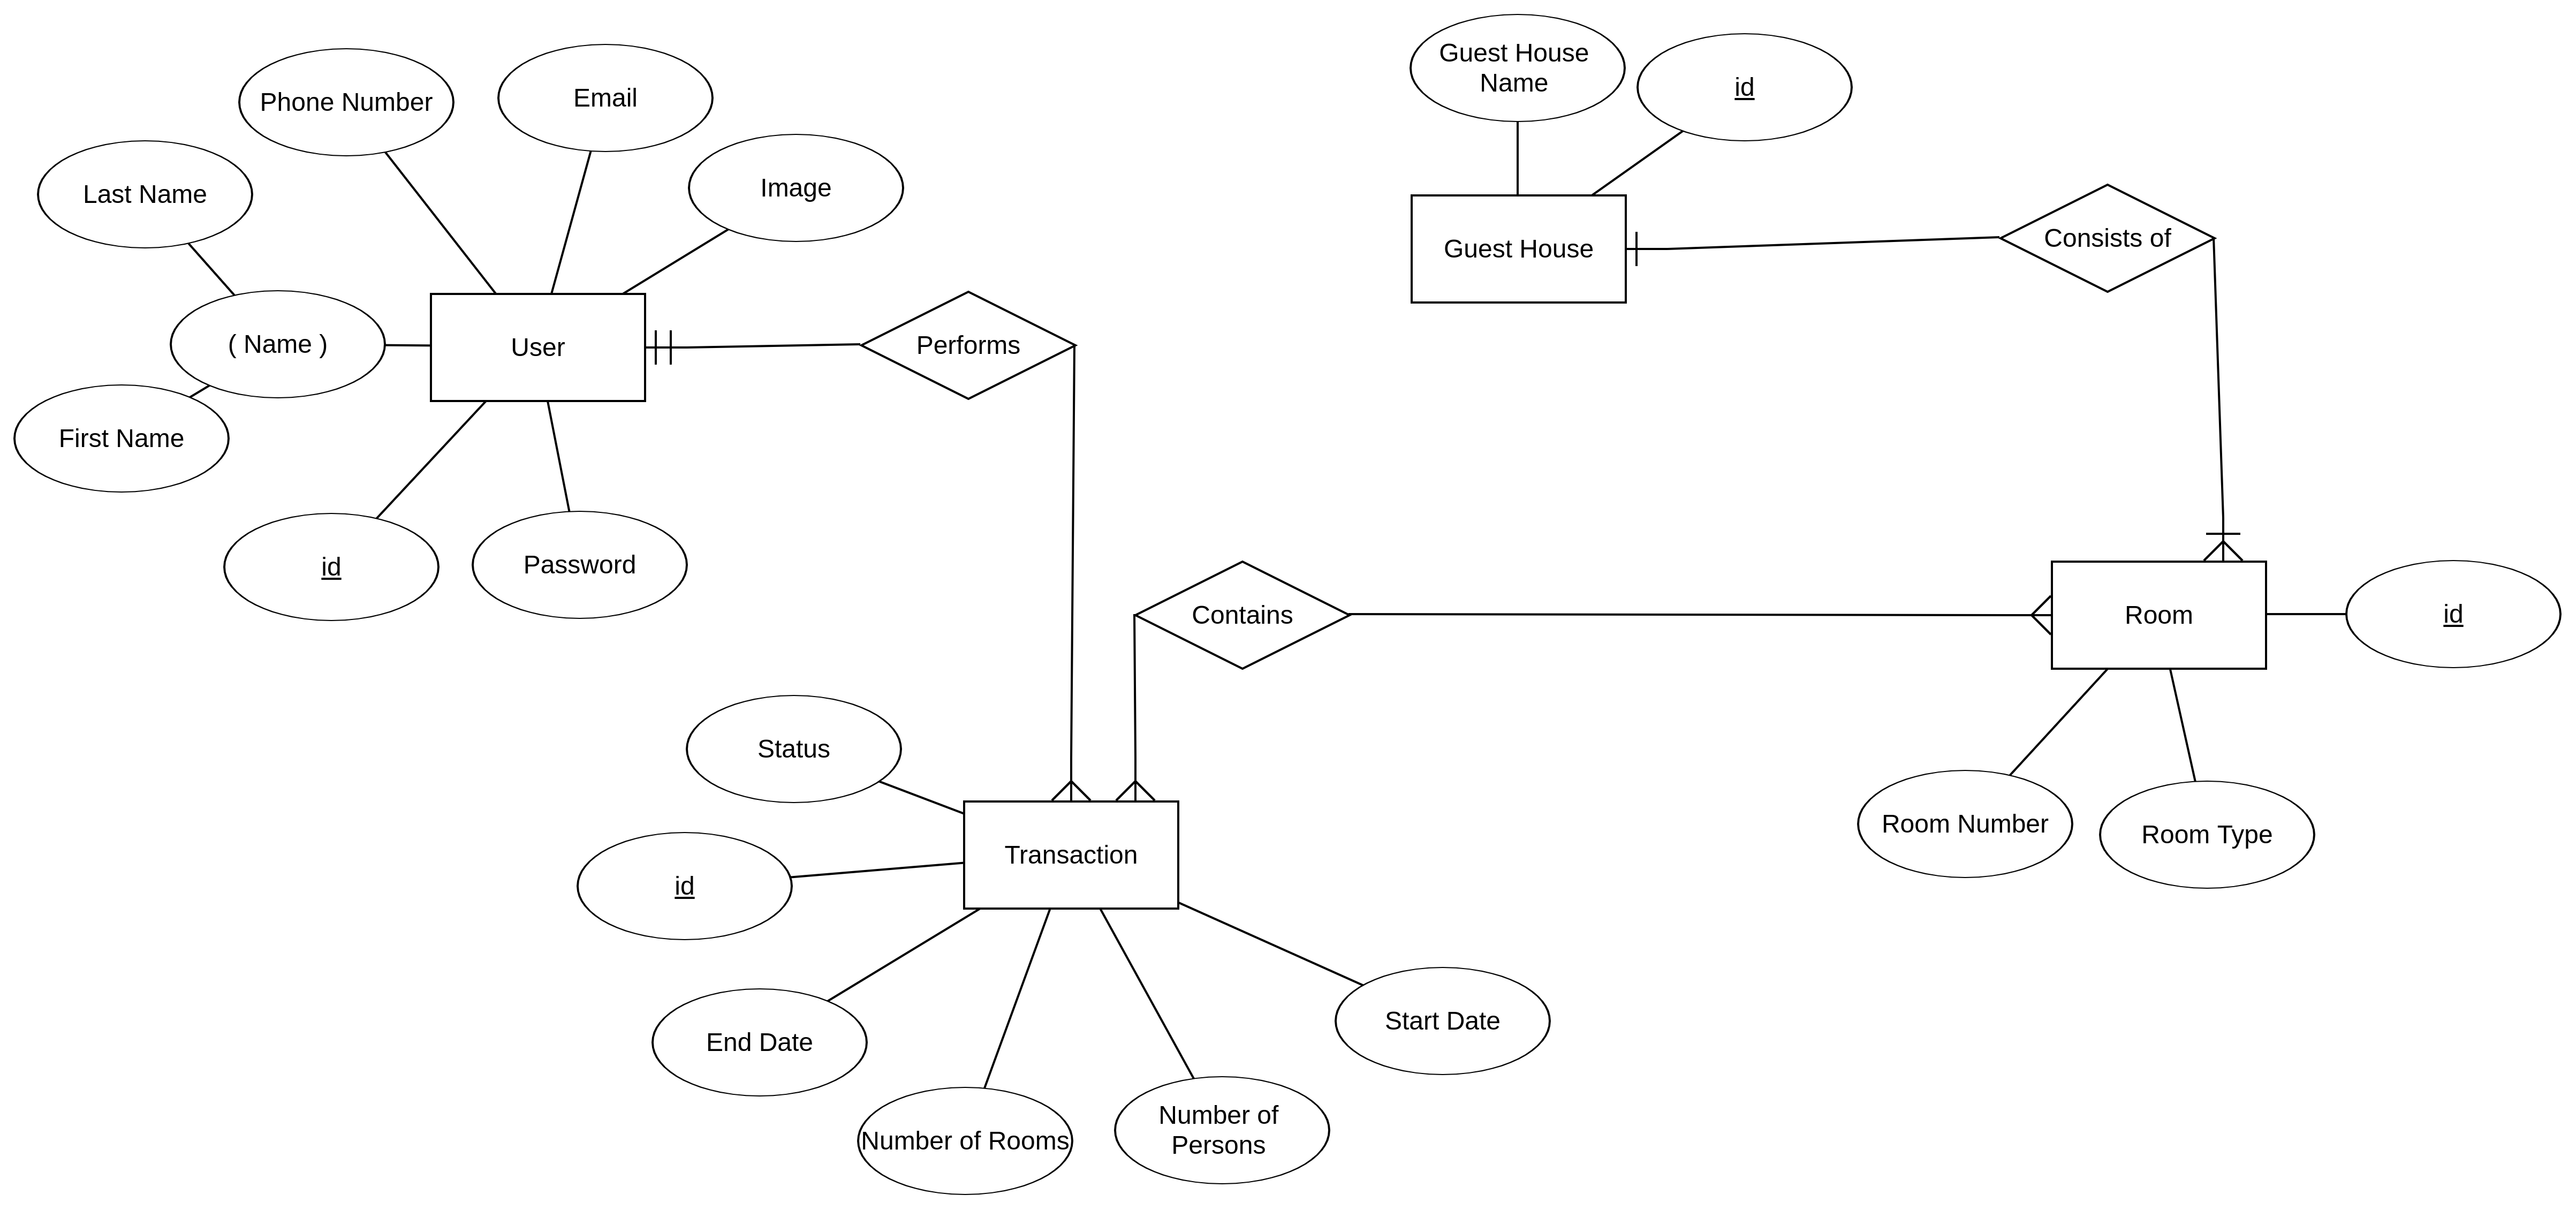 Guest House
Name
id
Phone Number
Email
Image
Last Name
Guest House
Consists of
( Name )
User
Performs
First Name
id
Password
Contains
Room
id
Status
Transaction
Room Number
Room Type
id
End Date
Start Date
Number of Rooms
Number of
Persons